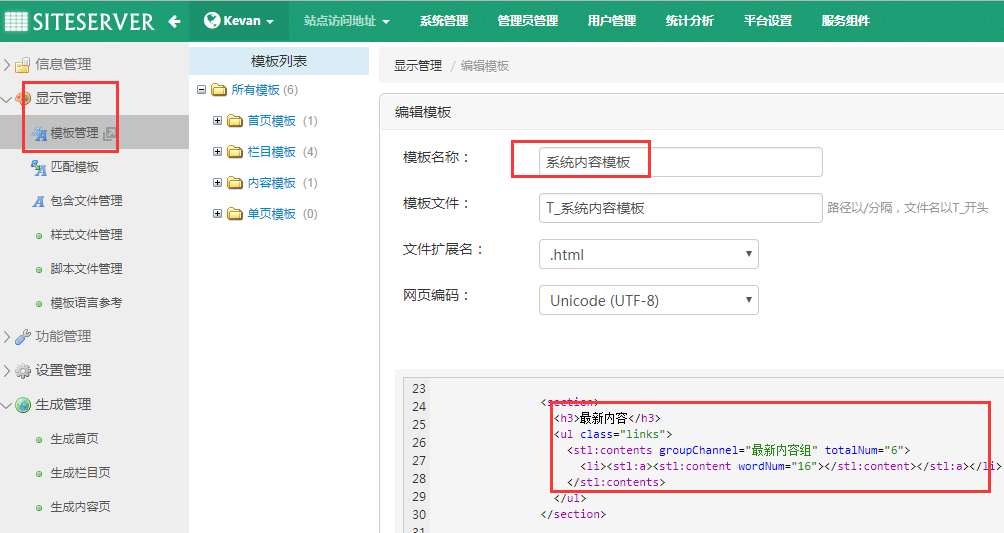 SITESERVER Kevan 站点访问地址 系统管理 管理员管理 用户管理 统计分析 平台设置 服务组件
信息管理
显示管理
模板管理
匹配模板
包含文件管理
样式文件管理
脚本文件管理
模板语言参考
功能管理
设置管理
生成管理
生成首页
生成栏目页
生成内容页
模板列表
所有模板 (6)
首页模板 (1)
栏目模板 (4)
内容模板 (1)
单页模板 (0)
显示管理 / 编辑模板
编辑模板
模板名称： 系统内容模板
模板文件： T_系统内容模板 路径以/分隔，文件名以T_开头
文件扩展名： .html
网页编码： Unicode (UTF-8)
23
24 <section>
25 <h3>最新内容</h3>
26 <ul class="links">
27 <stl:contents groupChannel="最新内容组" totalNum="6">
28 <li><stl:a><stl:content wordNum="16"></stl:content></stl:a></li>
29 </stl:contents>
30 </ul>
31 </section>